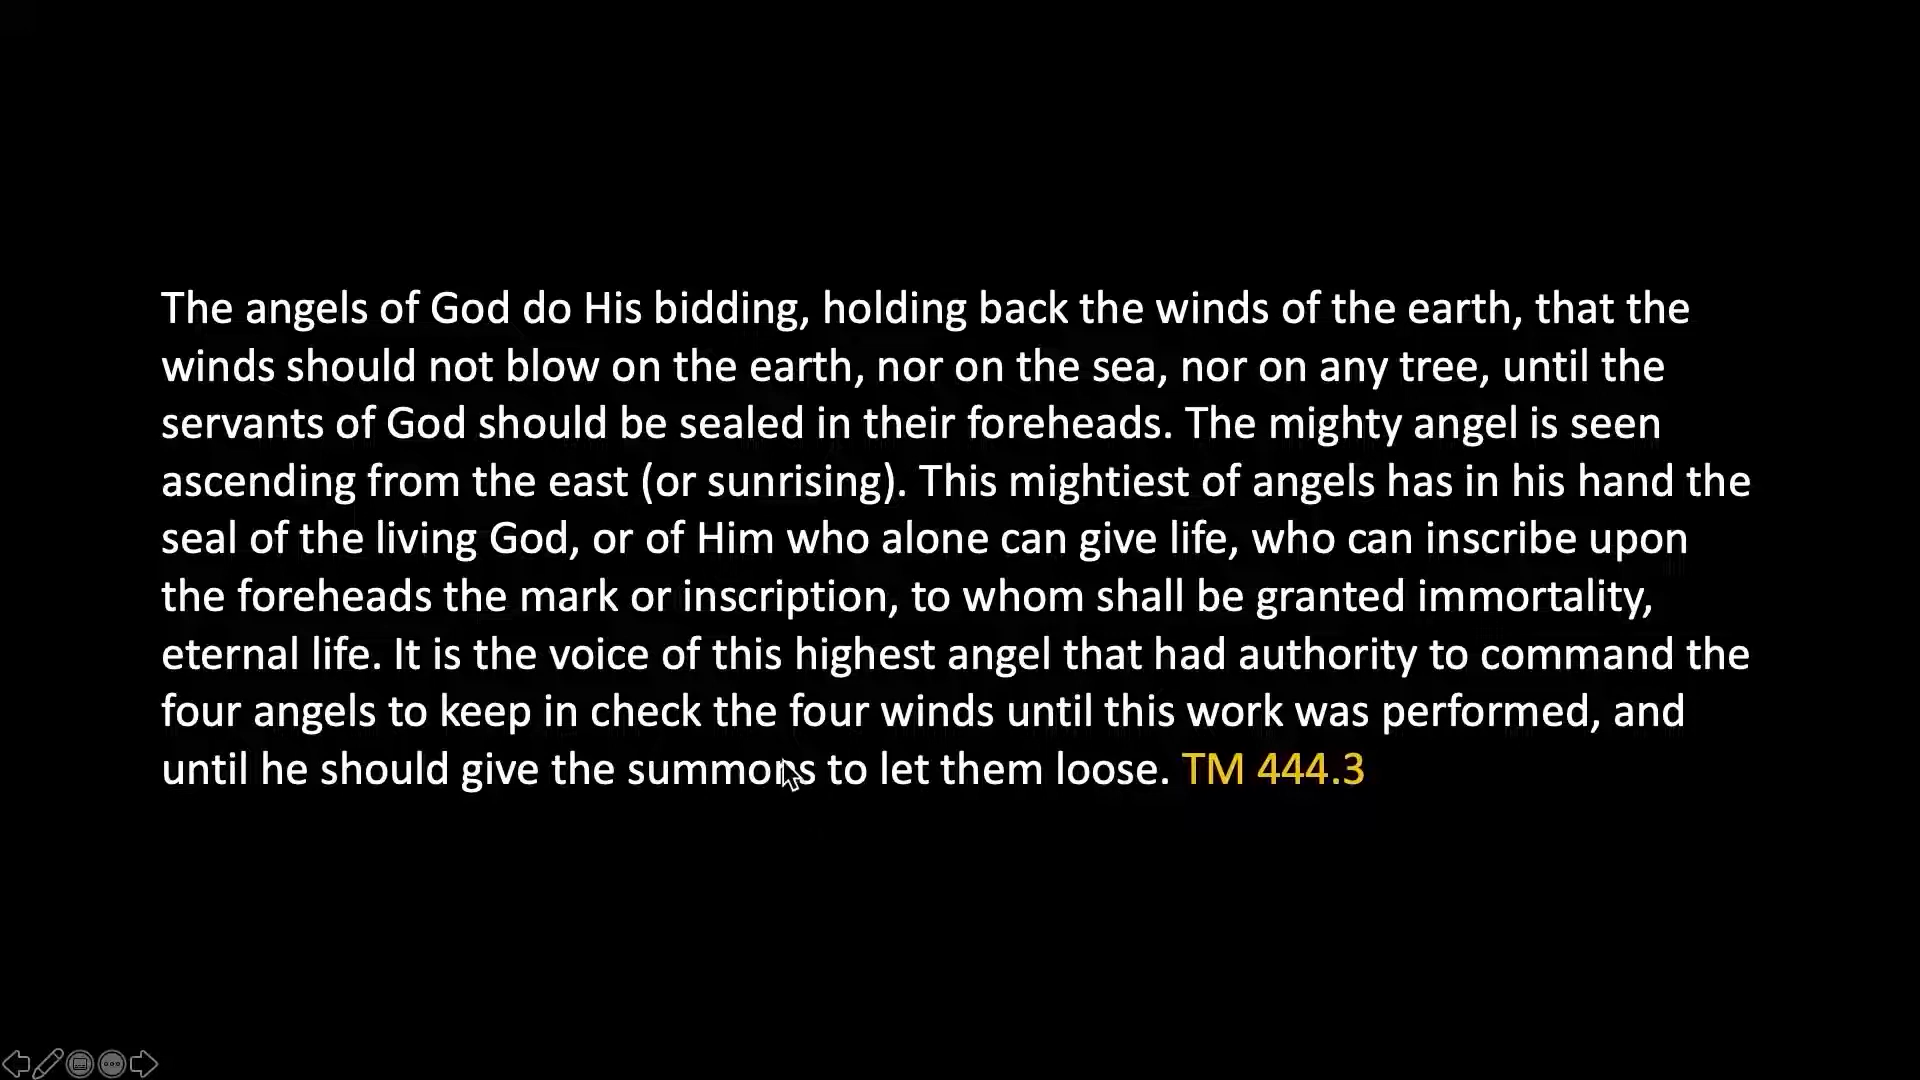 The angels of God do His bidding, holding back the winds of the earth, that the
winds should not blow on the earth, nor on the sea, nor on any tree, until the
servants of God should be sealed in their foreheads. The mighty angel is seen
ascending from the east (or sunrising). This mightiest of angels has in his hand the
seal of the living God, or of Him who alone can give life, who can inscribe upon
the foreheads the mark or inscription, to whom shall be granted immortality,
eternal life. It is the voice of this highest angel that had authority to command the
four angels to keep in check the four winds until this work was performed, and
until he should give the summons to let them loose. TM 444.3